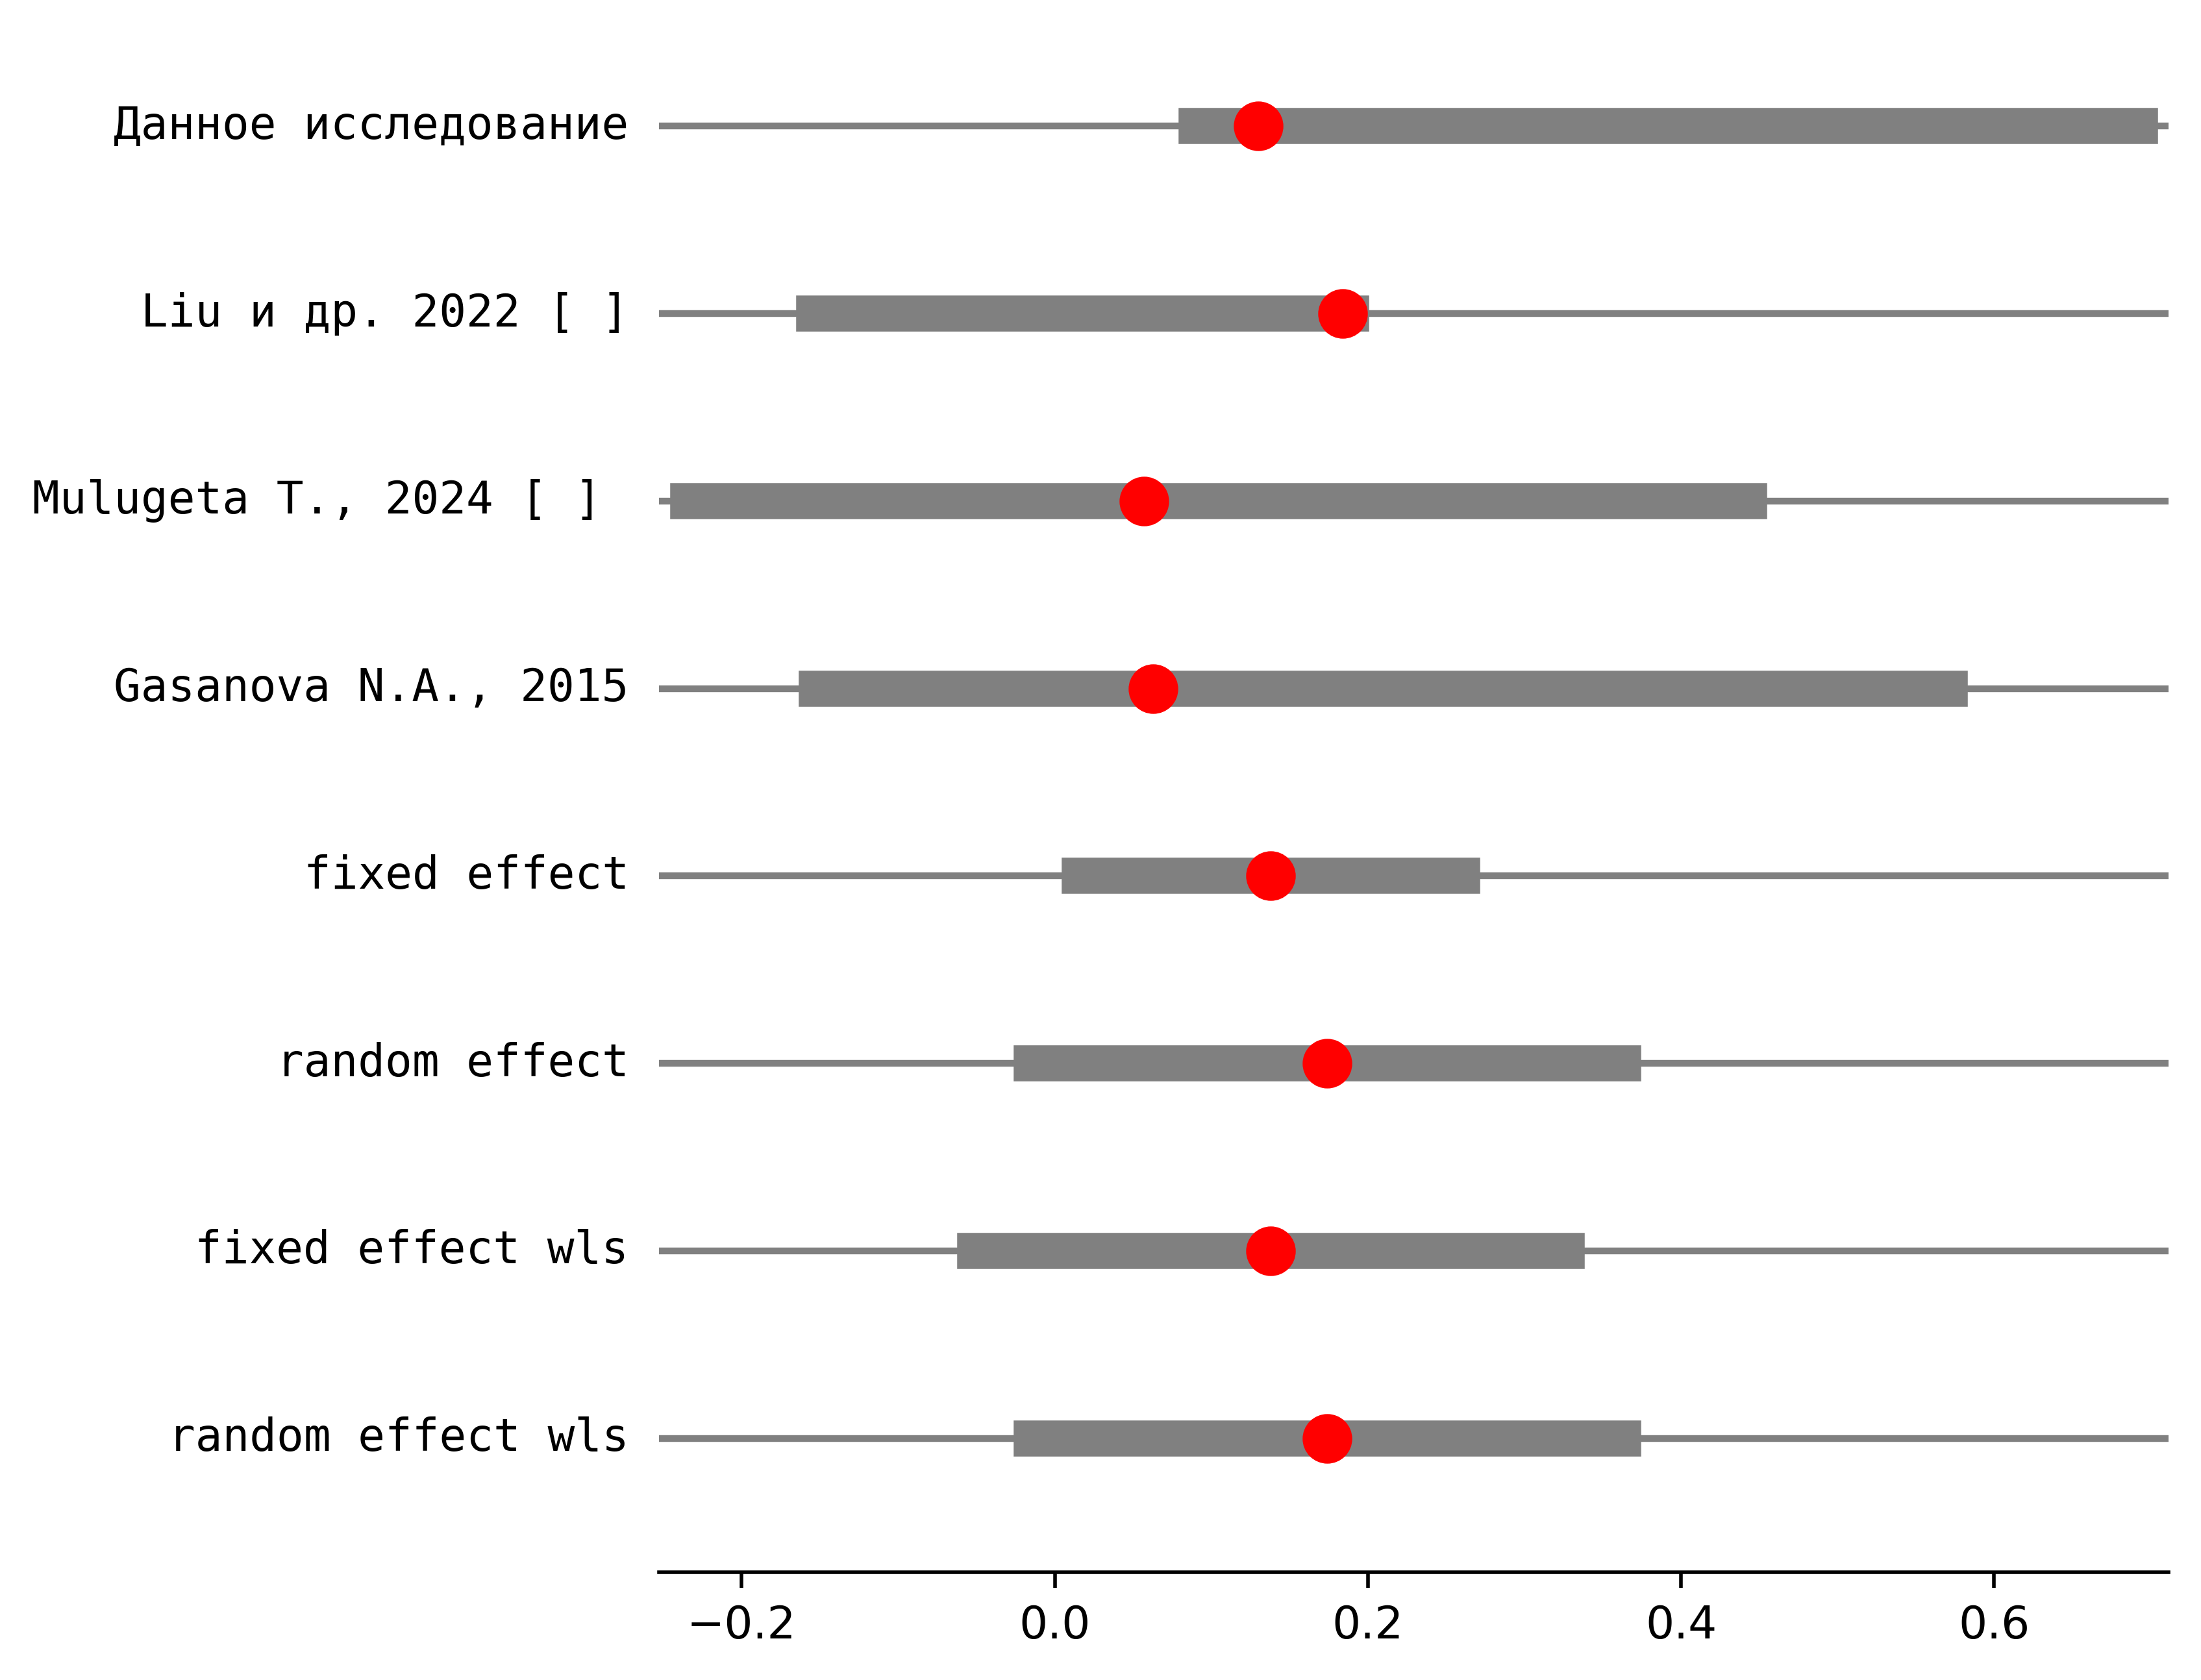 Данное исследование
Liu и др. 2022 [ ]
Mulugeta T., 2024 [ ]
Gasanova N.A., 2015
fixed effect
random effect
fixed effect wls
random effect wls
−0.2 0.0 0.2 0.4 0.6